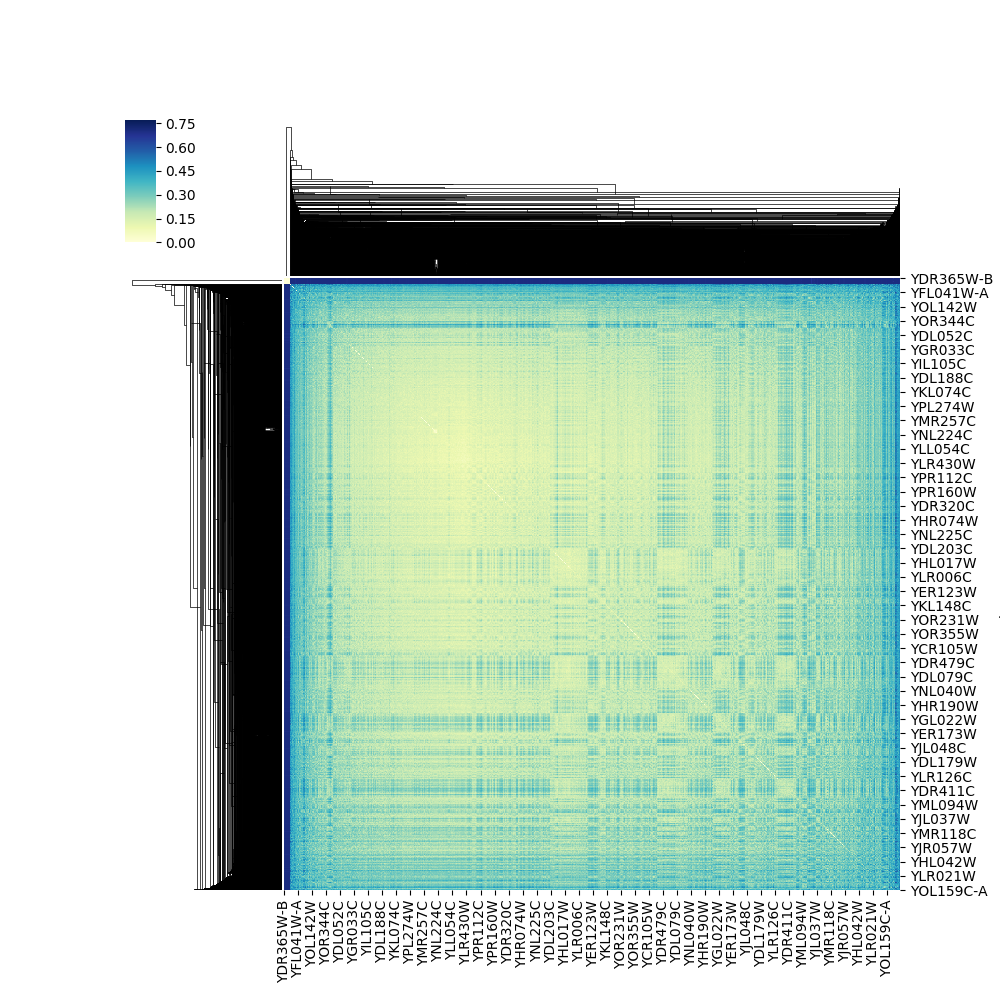 0.75
0.60
0.45
0.30
0.15
0.00
YDR365W-B
YFL041W-A
YOL142W
YOR344C
YDL052C
YGR033C
YIL105C
YDL188C
YKL074C
YPL274W
YMR257C
YNL224C
YLL054C
YLR430W
YPR112C
YPR160W
YDR320C
YHR074W
YNL225C
YDL203C
YHL017W
YLR006C
YER123W
YKL148C
YOR231W
YOR355W
YCR105W
YDR479C
YDL079C
YNL040W
YHR190W
YGL022W
YER173W
YJL048C
YDL179W
YLR126C
YDR411C
YML094W
YJL037W
YMR118C
YJR057W
YHL042W
YLR021W
YOL159C-A
YDR365W-B
YFL041W-A
YOL142W
YOR344C
YDL052C
YGR033C
YIL105C
YDL188C
YKL074C
YPL274W
YMR257C
YNL224C
YLL054C
YLR430W
YPR112C
YPR160W
YDR320C
YHR074W
YNL225C
YDL203C
YHL017W
YLR006C
YER123W
YKL148C
YOR231W
YOR355W
YCR105W
YDR479C
YDL079C
YNL040W
YHR190W
YGL022W
YER173W
YJL048C
YDL179W
YLR126C
YDR411C
YML094W
YJL037W
YMR118C
YJR057W
YHL042W
YLR021W
YOL159C-A